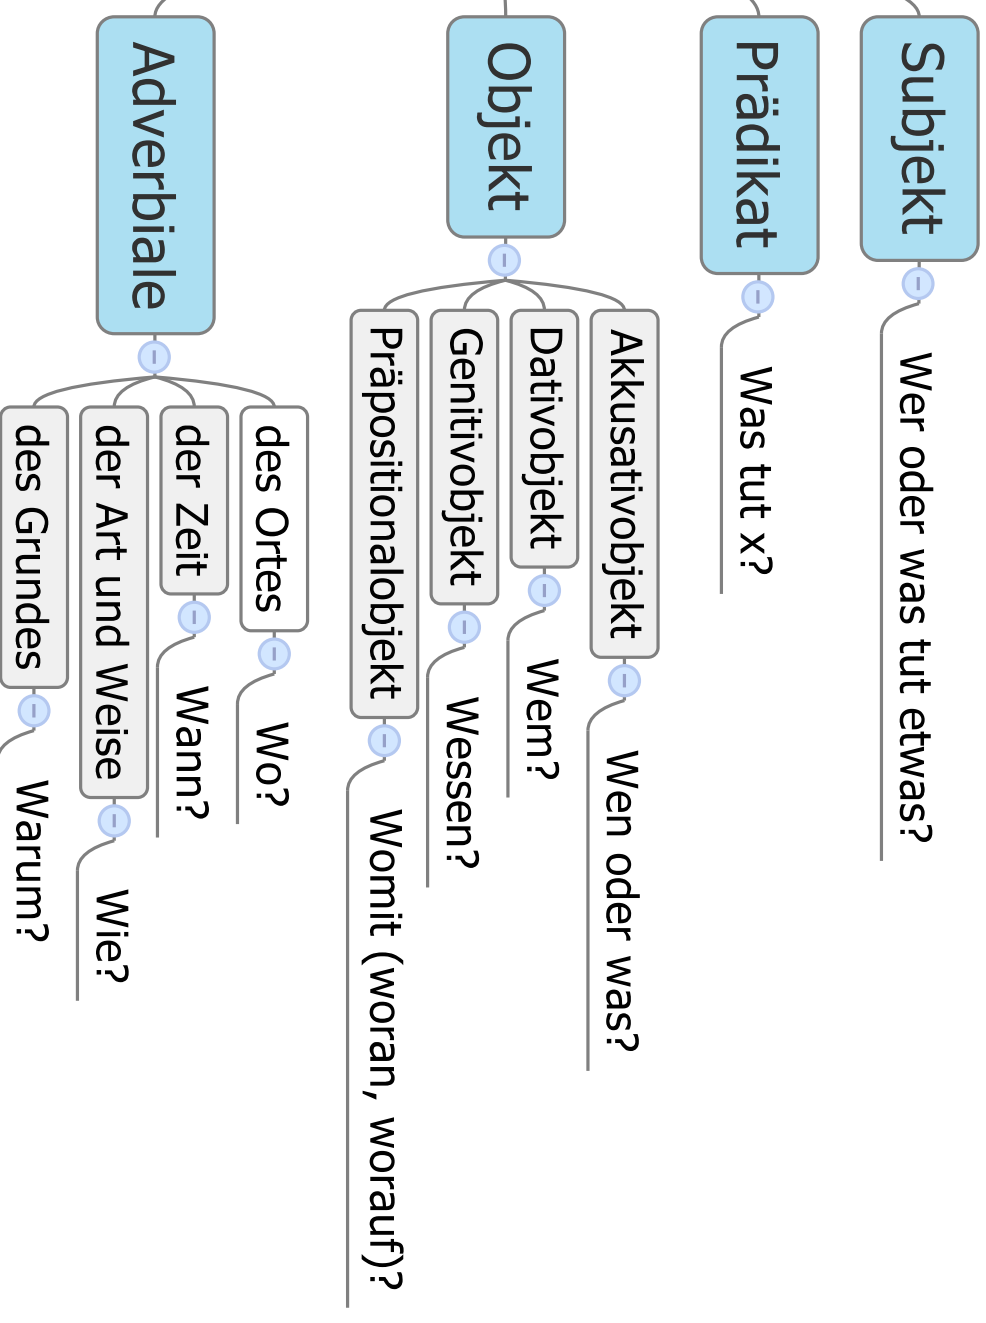 Subjekt
Wer oder was tut etwas?
Prädikat
Was tut x?
Objekt
Akkusativobjekt
Wen oder was?
Dativobjekt
Wem?
Genitivobjekt
Wessen?
Präpositionalobjekt
Womit (woran, worauf)?
Adverbiale
des Ortes
Wo?
der Zeit
Wann?
der Art und Weise
Wie?
des Grundes
Warum?